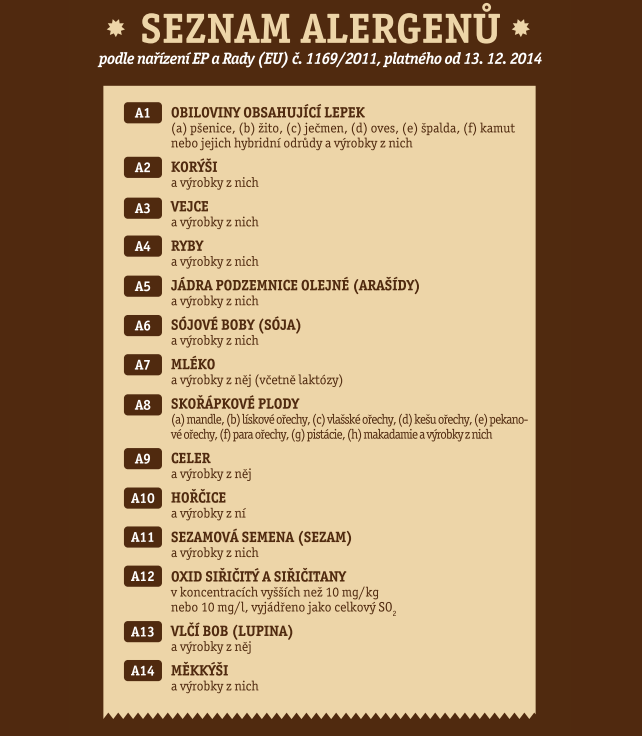 SEZNAM ALERGENŮ
podle nařízení EP a Rady (EU) č. 1169/2011, platného od 13. 12. 2014
A1 OBILOVINY OBSAHUJÍCÍ LEPEK
(a) pšenice, (b) žito, (c) ječmen, (d) oves, (e) špalda, (f) kamut
nebo jejich hybridní odrůdy a výrobky z nich
A2 KORÝŠI
a výrobky z nich
A3 VEJCE
a výrobky z nich
A4 RYBY
a výrobky z nich
A5 JÁDRA PODZEMNICE OLEJNÉ (ARAŠÍDY)
a výrobky z nich
A6 SÓJOVÉ BOBY (SÓJA)
a výrobky z nich
A7 MLÉKO
a výrobky z něj (včetně laktózy)
A8 SKOŘÁPKOVÉ PLODY
(a) mandle, (b) lískové ořechy, (c) vlašské ořechy, (d) kešu ořechy, (e) pekano-
vé ořechy, (f) para ořechy, (g) pistácie, (h) makadamie a výrobky z nich
A9 CELER
a výrobky z něj
A10 HOŘČICE
a výrobky z ní
A11 SEZAMOVÁ SEMENA (SEZAM)
a výrobky z nich
A12 OXID SIŘIČITÝ A SIŘIČITANY
v koncentracích vyšších než 10 mg/kg
nebo 10 mg/l, vyjádřeno jako celkový SO₂
A13 VLČÍ BOB (LUPINA)
a výrobky z něj
A14 MĚKKÝŠI
a výrobky z nich